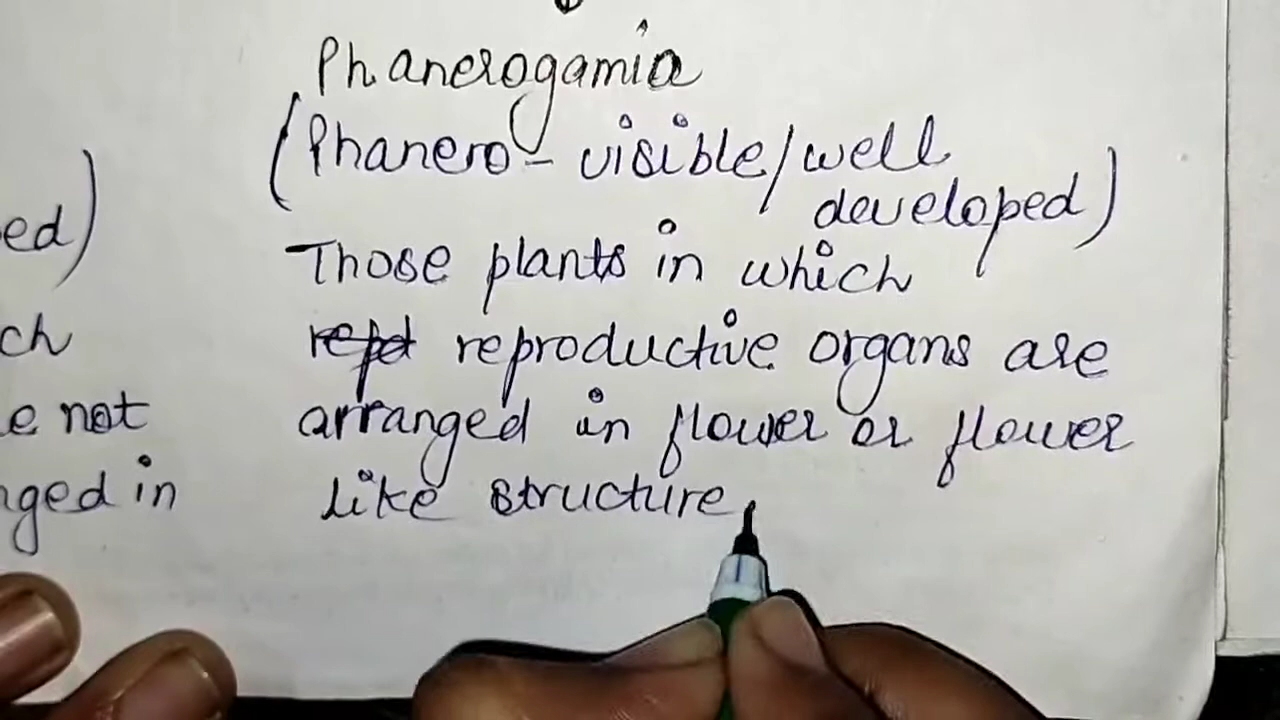 Phanerogamia
(Phanero - visible/well
developed)
Those plants in which
reproductive organs are
arranged in flower or flower
like structure.
ed)
ch
e not
nged in